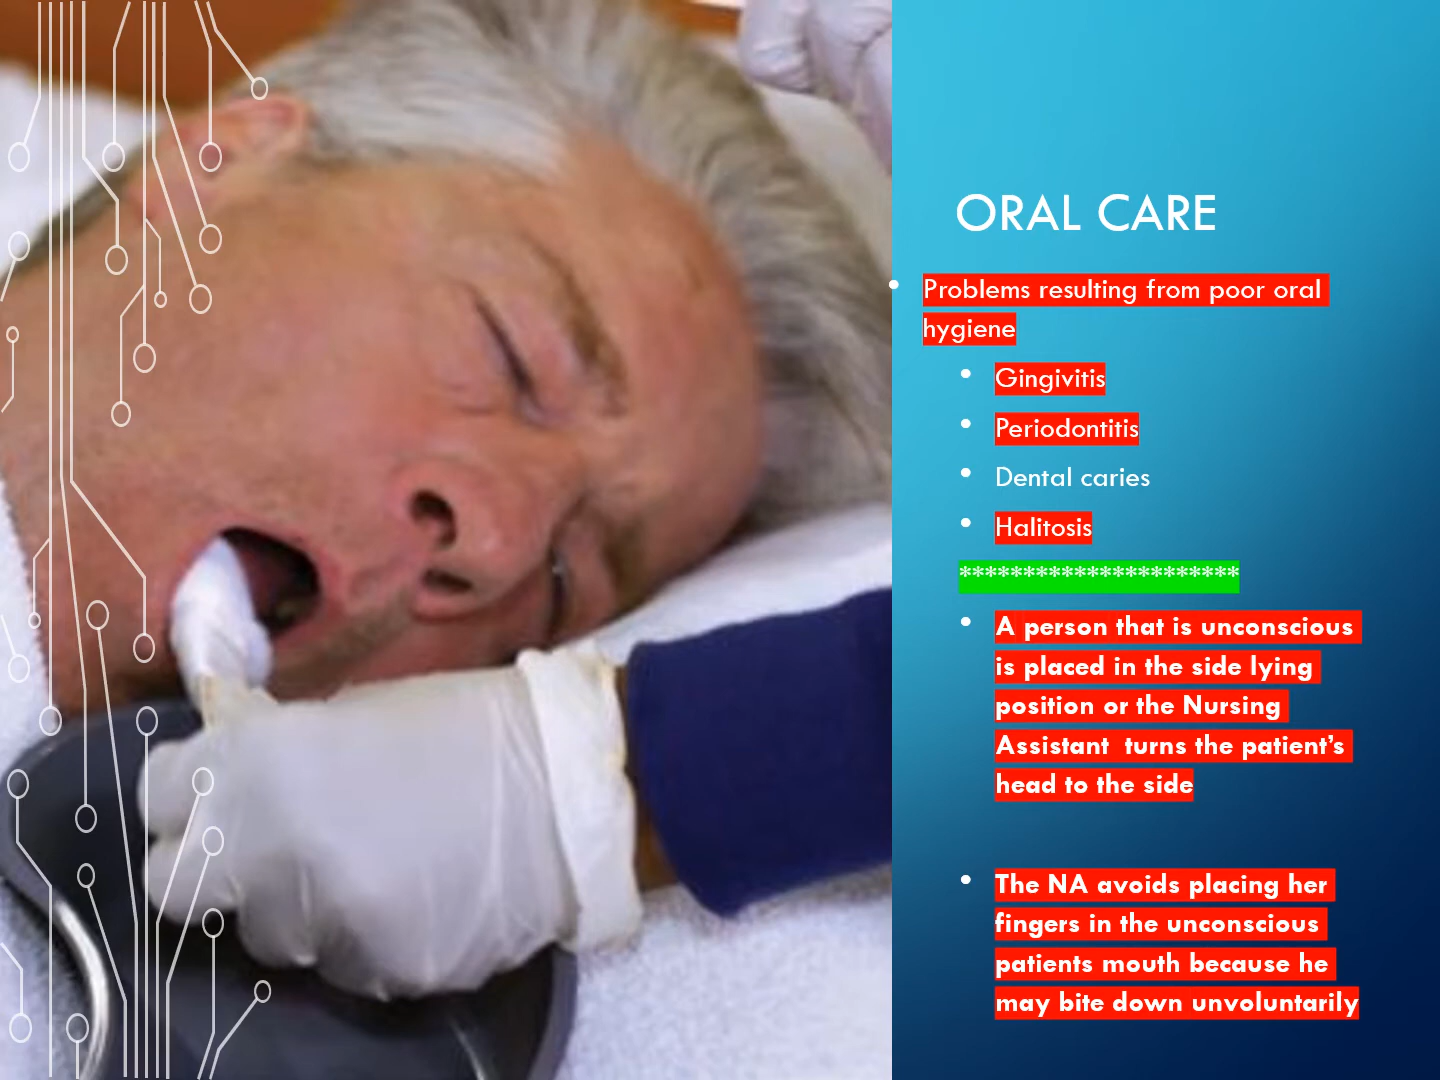 ORAL CARE
• Problems resulting from poor oral
hygiene
• Gingivitis
• Periodontitis
• Dental caries
• Halitosis
**********************
• A person that is unconscious
is placed in the side lying
position or the Nursing
Assistant  turns the patient’s
head to the side
• The NA avoids placing her
fingers in the unconscious
patients mouth because he
may bite down unvoluntarily